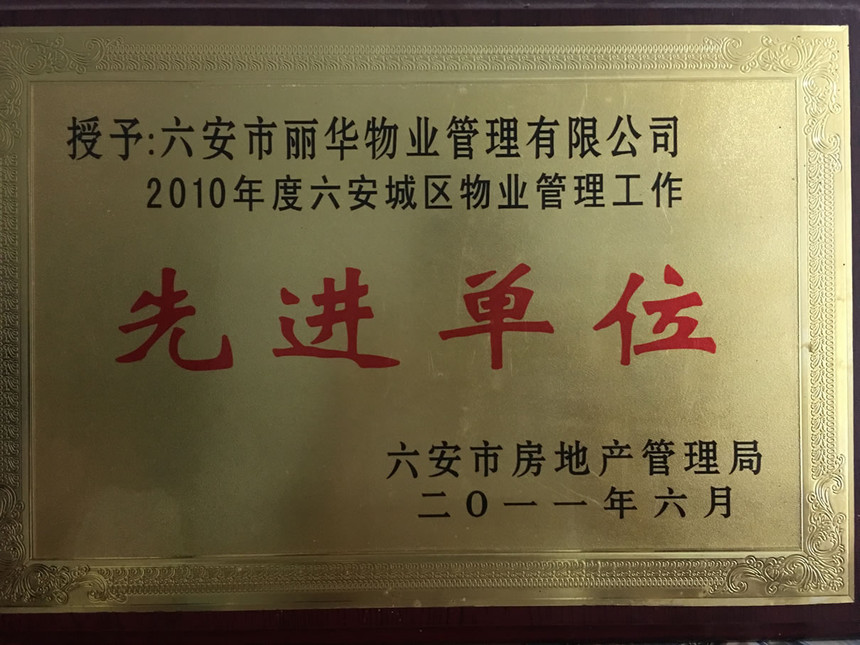 授予:六安市丽华物业管理有限公司
2010年度六安城区物业管理工作
先进单位
六安市房地产管理局
二〇一一年六月